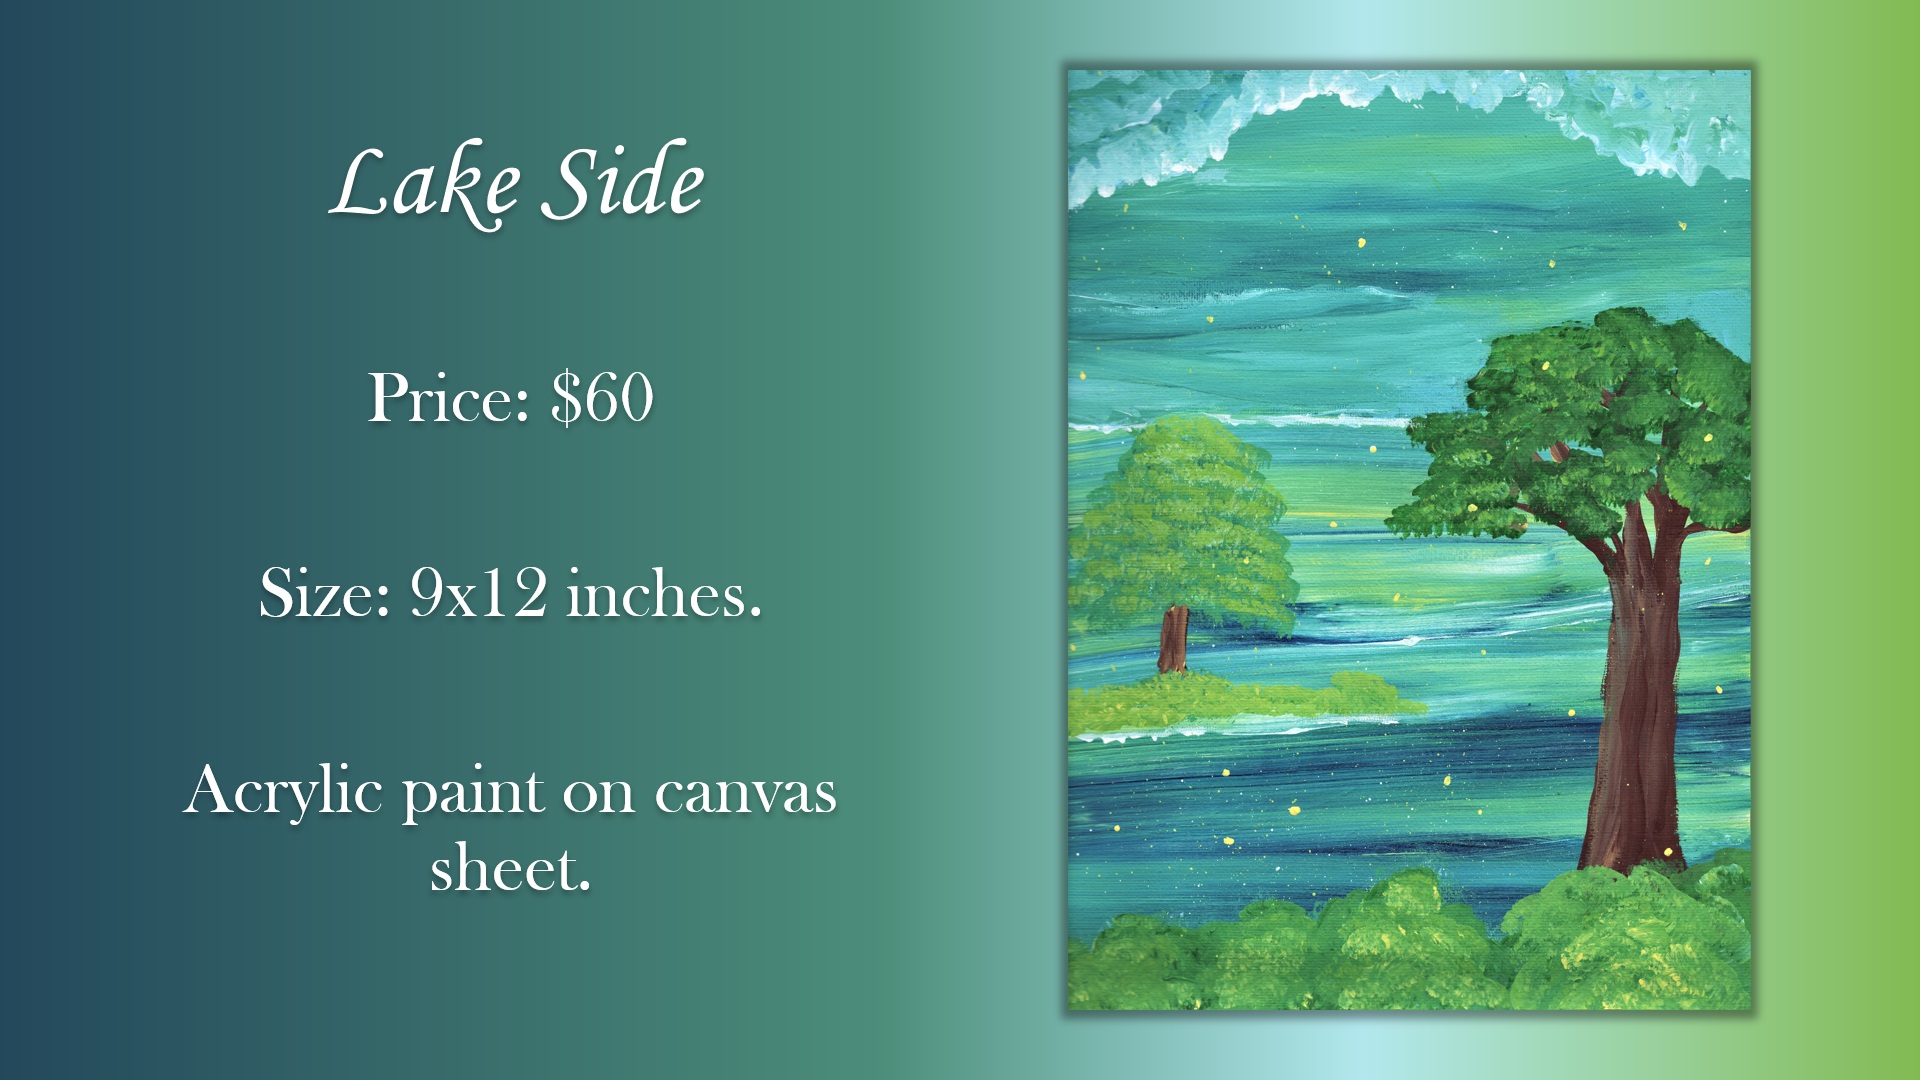 Lake Side
Price: $60
Size: 9x12 inches.
Acrylic paint on canvas
sheet.